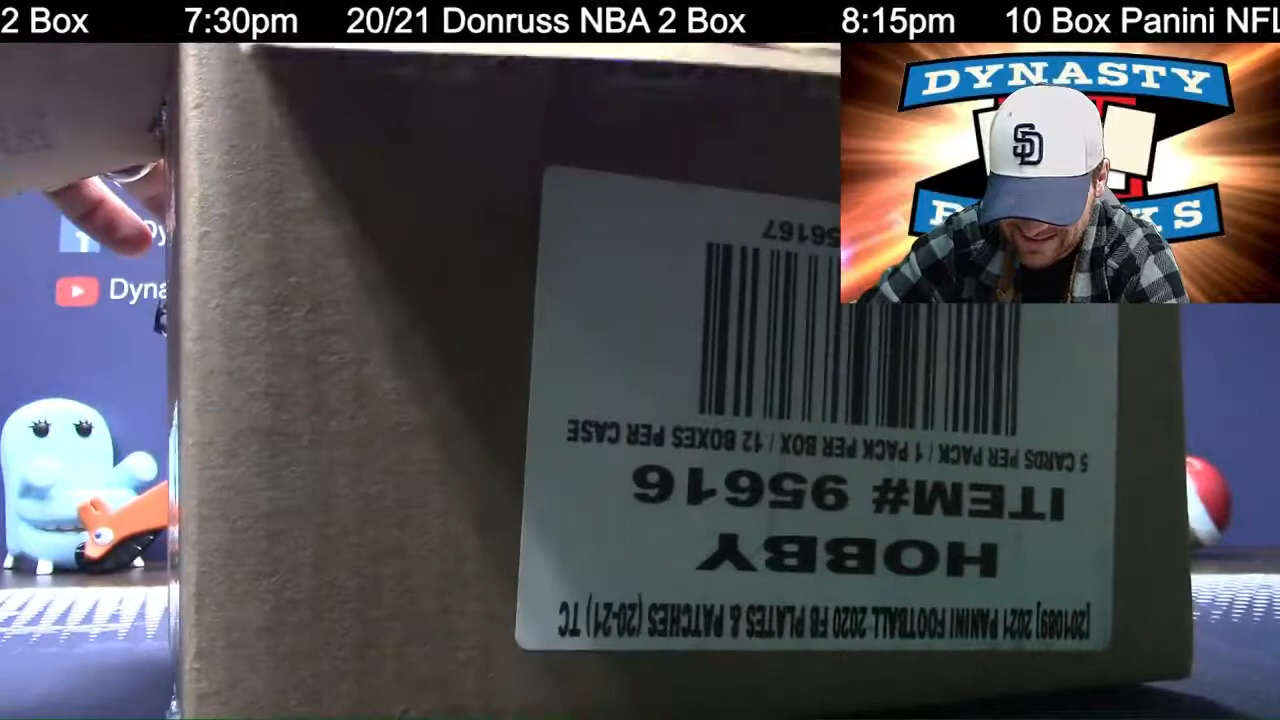 2 Box 7:30pm 20/21 Donruss NBA 2 Box 8:15pm 10 Box Panini NFL
DYNASTY
SD
Dyna
[201089] 2021 PANINI FOOTBALL 2020 FB PLATES & PATCHES (20-21) TC
HOBBY
ITEM# 95616
5 CARDS PER PACK / 1 PACK PER BOX / 12 BOXES PER CASE
56167